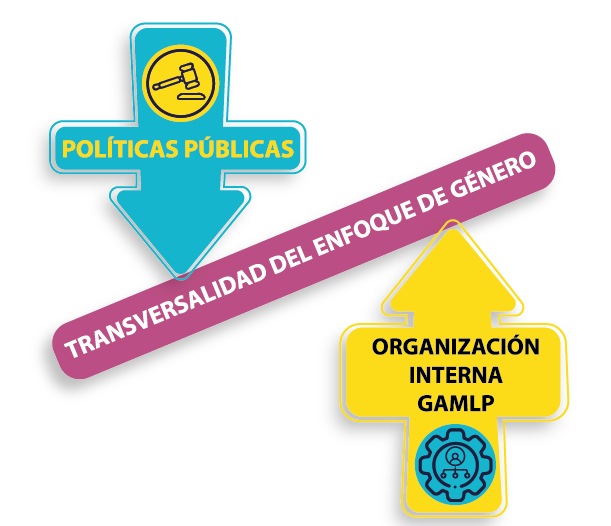 POLÍTICAS PÚBLICAS
TRANSVERSALIDAD DEL ENFOQUE DE GÉNERO
ORGANIZACIÓN
INTERNA
GAMLP